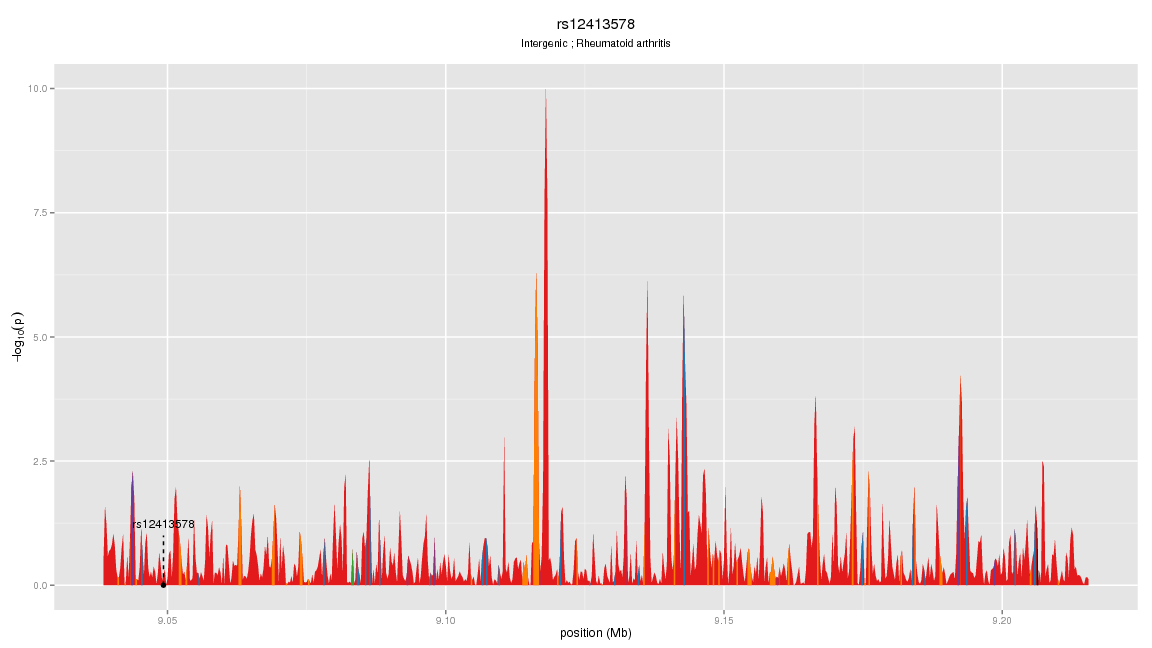 rs12413578
Intergenic ; Rheumatoid arthritis
10.0
7.5
5.0
2.5
0.0
−log10(p)
rs12413578
9.05
9.10
9.15
9.20
position (Mb)